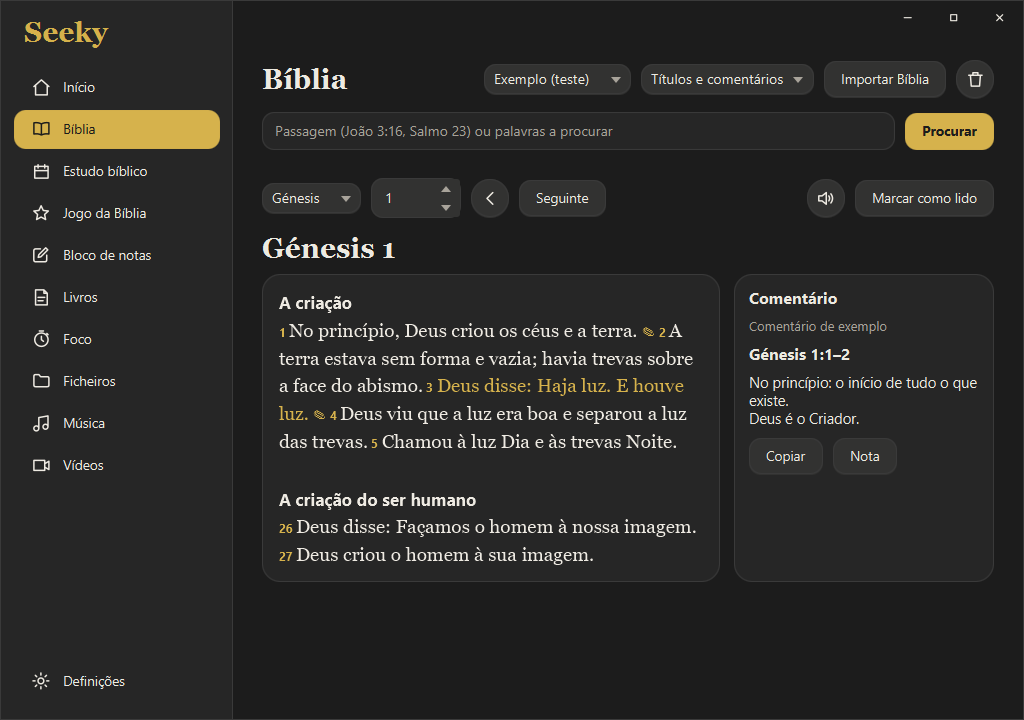 Seeky
Início
Bíblia
Estudo bíblico
Jogo da Bíblia
Bloco de notas
Livros
Foco
Ficheiros
Música
Vídeos
Definições
Bíblia
Exemplo (teste)
Títulos e comentários
Importar Bíblia
Passagem (João 3:16, Salmo 23) ou palavras a procurar
Procurar
Génesis
1
Seguinte
Marcar como lido
Génesis 1
A criação
1 No princípio, Deus criou os céus e a terra. ✎ 2 A
terra estava sem forma e vazia; havia trevas sobre
a face do abismo. 3 Deus disse: Haja luz. E houve
luz. ✎ 4 Deus viu que a luz era boa e separou a luz
das trevas. 5 Chamou à luz Dia e às trevas Noite.
A criação do ser humano
26 Deus disse: Façamos o homem à nossa imagem.
27 Deus criou o homem à sua imagem.
Comentário
Comentário de exemplo
Génesis 1:1–2
No princípio: o início de tudo o que
existe.
Deus é o Criador.
Copiar
Nota